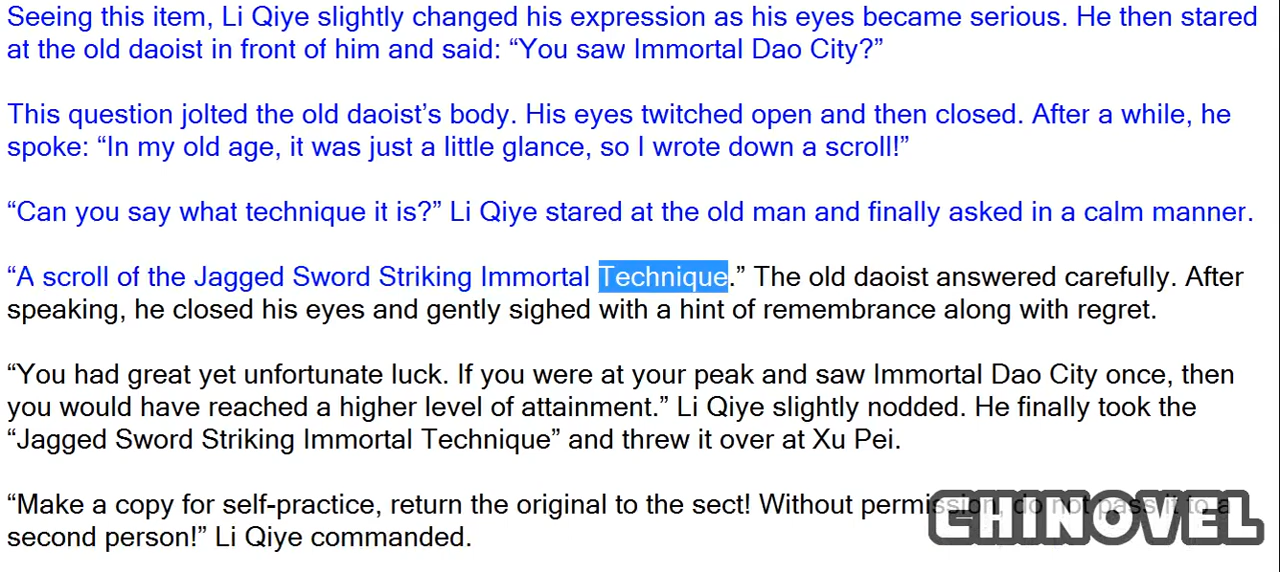 Seeing this item, Li Qiye slightly changed his expression as his eyes became serious. He then stared
at the old daoist in front of him and said: “You saw Immortal Dao City?”
This question jolted the old daoist’s body. His eyes twitched open and then closed. After a while, he
spoke: “In my old age, it was just a little glance, so I wrote down a scroll!”
“Can you say what technique it is?” Li Qiye stared at the old man and finally asked in a calm manner.
“A scroll of the Jagged Sword Striking Immortal Technique.” The old daoist answered carefully. After
speaking, he closed his eyes and gently sighed with a hint of remembrance along with regret.
“You had great yet unfortunate luck. If you were at your peak and saw Immortal Dao City once, then
you would have reached a higher level of attainment.” Li Qiye slightly nodded. He finally took the
“Jagged Sword Striking Immortal Technique” and threw it over at Xu Pei.
“Make a copy for self-practice, return the original to the sect! Without permission, do not pass it to a
second person!” Li Qiye commanded.
CHINOVEL